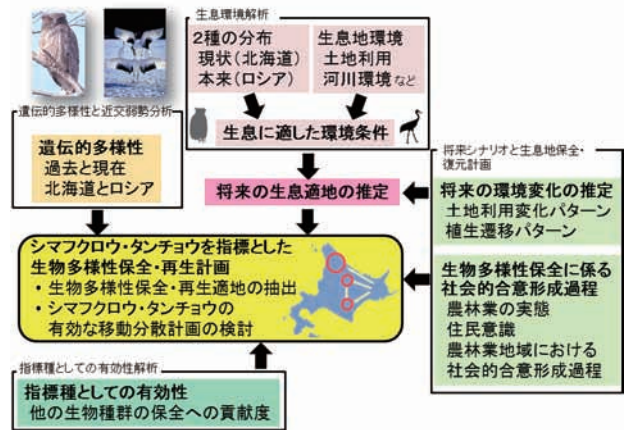 生息環境解析
2種の分布
現状(北海道)
本来(ロシア)
生息地環境
土地利用
河川環境など
生息に適した環境条件
遺伝的多様性と近交弱勢分析
遺伝的多様性
過去と現在
北海道とロシア
将来の生息適地の推定
将来シナリオと生息地保全・
復元計画
将来の環境変化の推定
土地利用変化パターン
植生遷移パターン
生物多様性保全に係る
社会的合意形成過程
農林業の実態
住民意識
農林業地域における
社会的合意形成過程
シマフクロウ・タンチョウを指標とした
生物多様性保全・再生計画
・生物多様性保全・再生適地の抽出
・シマフクロウ・タンチョウの
有効な移動分散計画の検討
指標種としての有効性解析
指標種としての有効性
他の生物種群の保全への貢献度